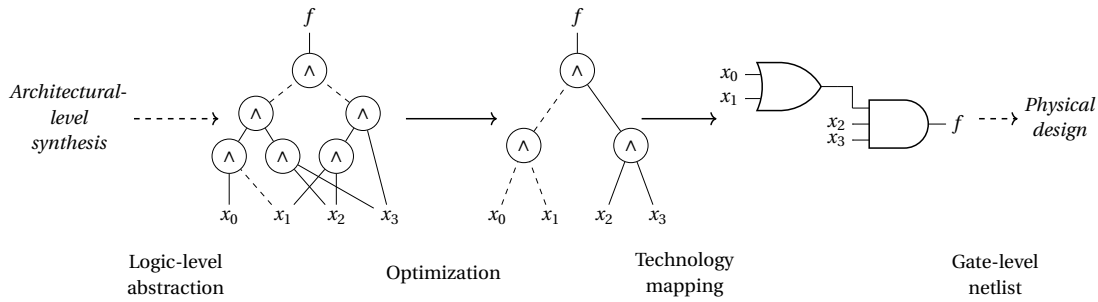 f
f
∧
∧
x₀
x₁
Architectural-
level
synthesis
∧
∧
x₂
x₃
f
Physical
design
∧
∧
∧
∧
∧
x₀
x₁
x₂
x₃
x₀
x₁
x₂
x₃
Logic-level
abstraction
Optimization
Technology
mapping
Gate-level
netlist